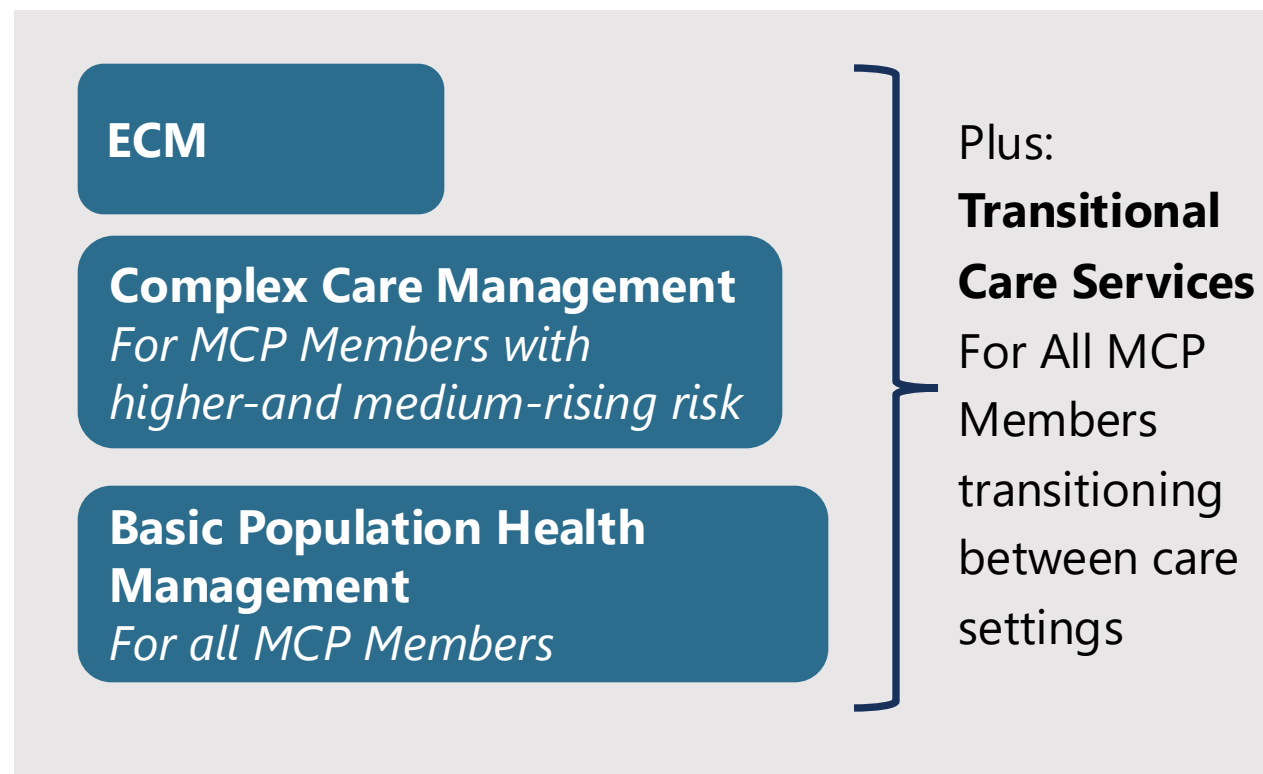 ECM
Complex Care Management
For MCP Members with
higher-and medium-rising risk
Basic Population Health
Management
For all MCP Members
Plus:
Transitional
Care Services
For All MCP
Members
transitioning
between care
settings